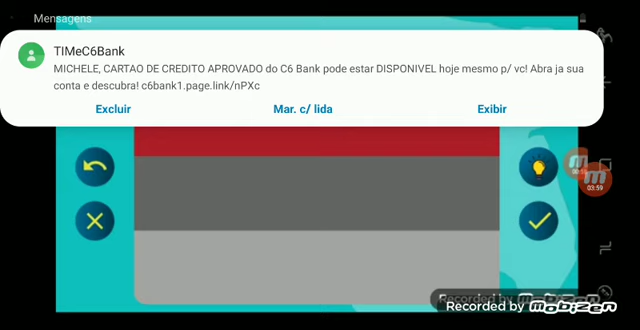 Mensagens
TIMeC6Bank
MICHELE, CARTAO DE CREDITO APROVADO do C6 Bank pode estar DISPONIVEL hoje mesmo p/ vc! Abra ja sua
conta e descubra! c6bank1.page.link/nPXc
Excluir Mar. c/ lida Exibir
03:59
Recorded by mobizen
Recorded by mobizen